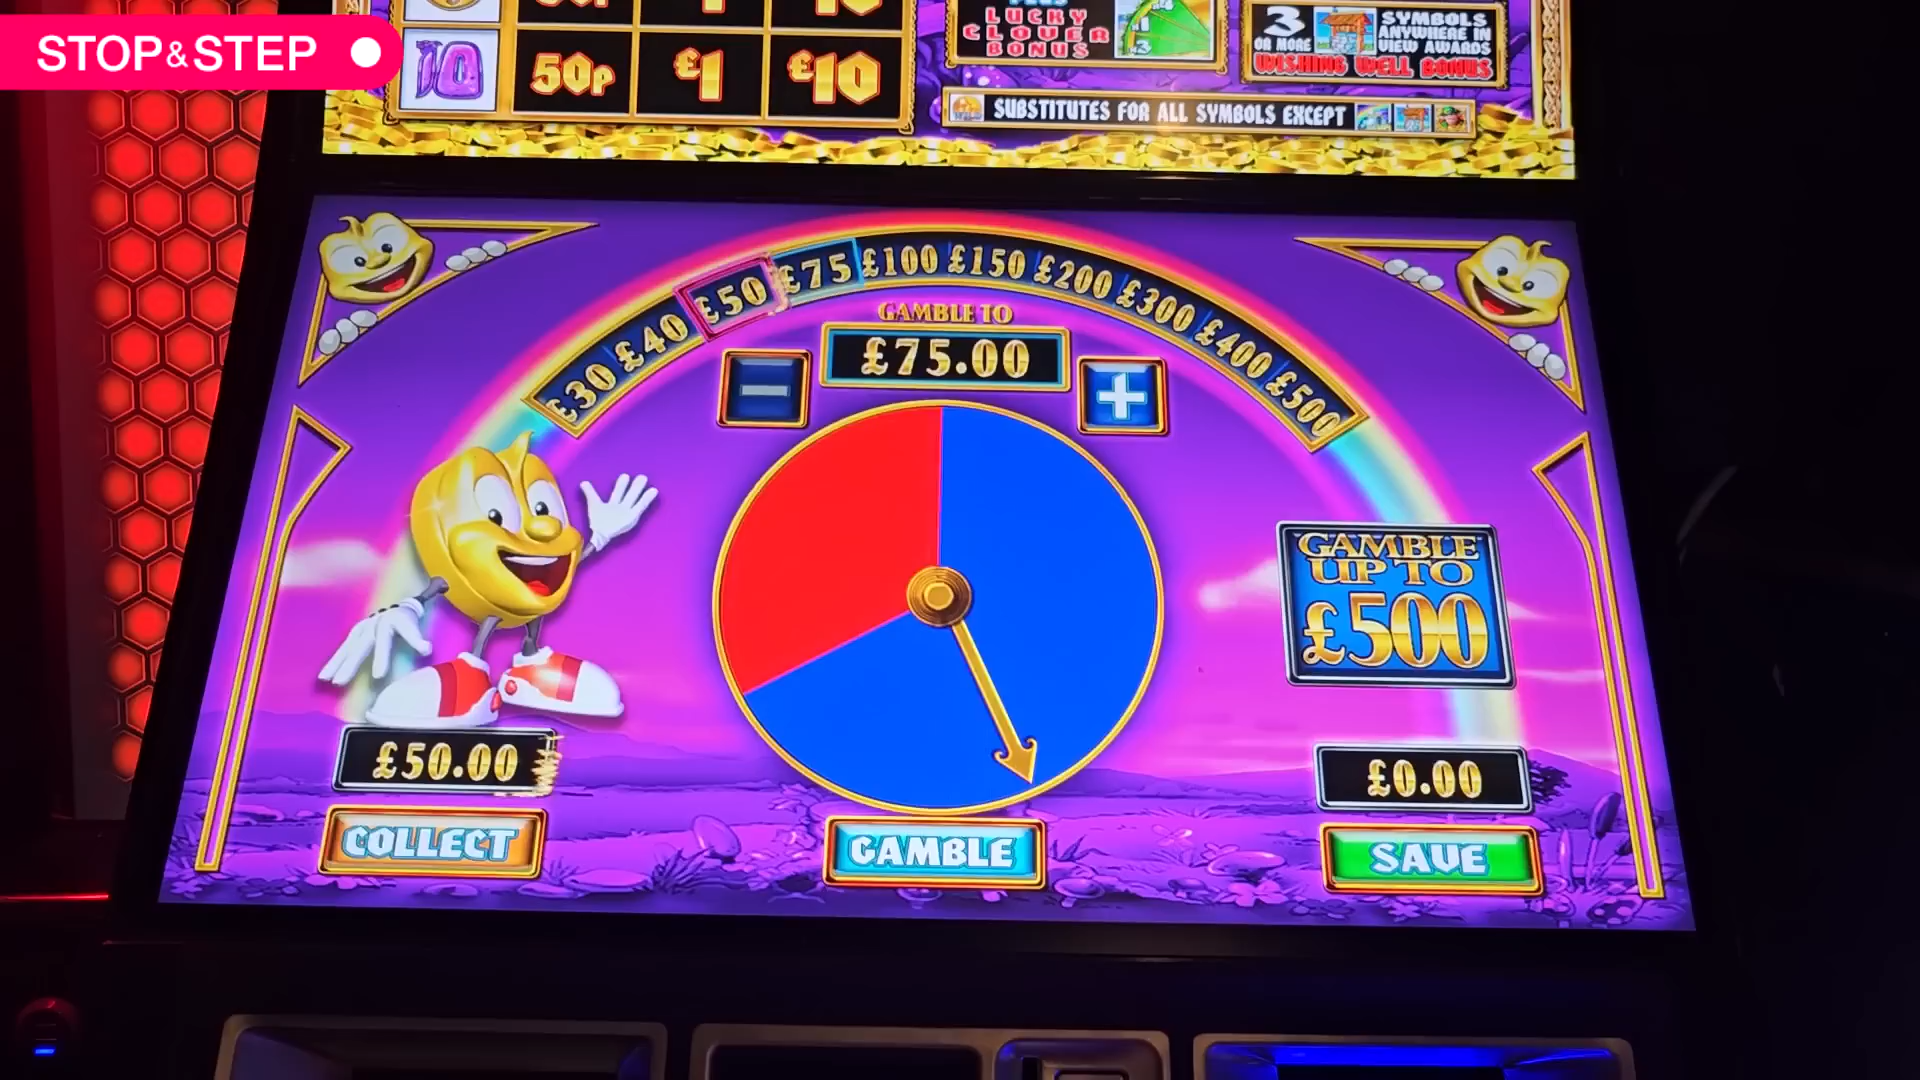 STOP&STEP
10
50p
£1
£10
LUCKY
CLOVER
BONUS
3
OR MORE
SYMBOLS
ANYWHERE IN
VIEW AWARDS
WISHING WELL BONUS
SUBSTITUTES FOR ALL SYMBOLS EXCEPT
£30 £40 £50 £75 £100 £150 £200 £300 £400 £500
GAMBLE TO
£75.00
-
+
GAMBLE
UP TO
£500
£50.00
£0.00
COLLECT
GAMBLE
SAVE